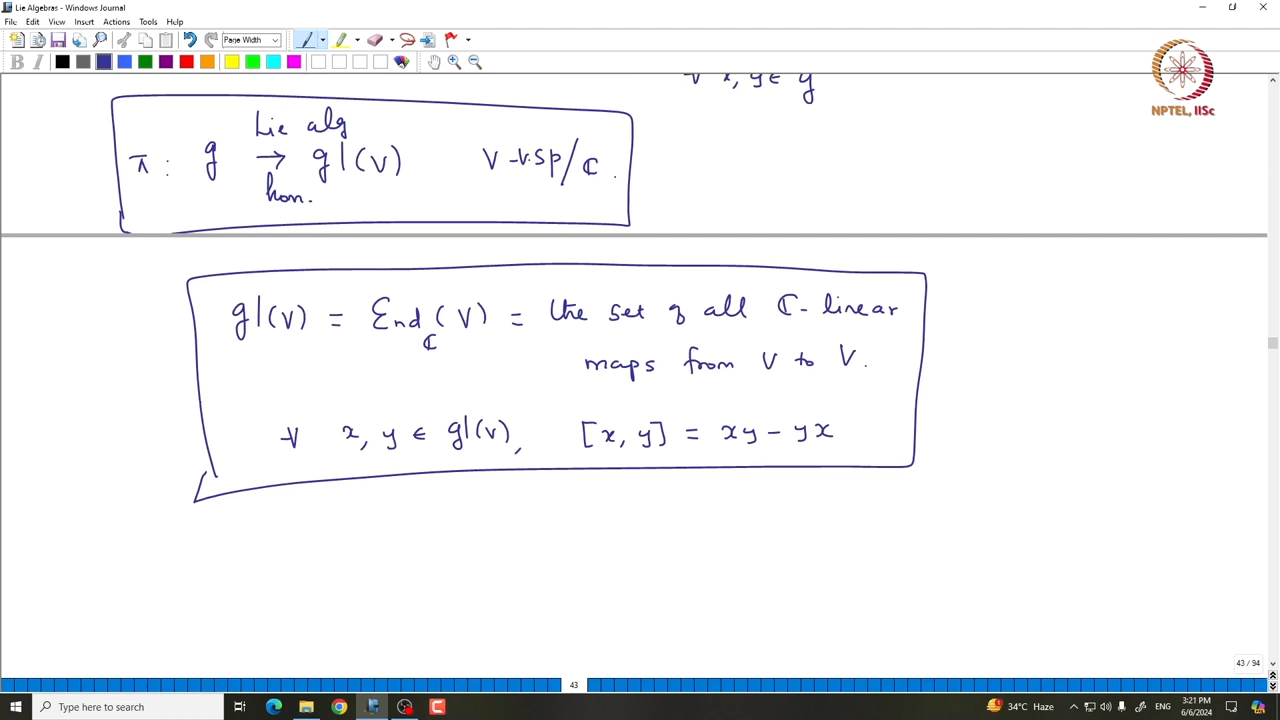 Lie Algebras - Windows Journal
File Edit View Insert Actions Tools Help
Page Width
B I
NPTEL, IISc
∀ x, y ∈ g
Lie alg
π : g → gl(V) V - v.sp/ℂ.
hom.
gl(V) = End_ℂ(V) = the set of all ℂ-linear
maps from V to V.
∀ x, y ∈ gl(V), [x, y] = xy - yx
43 / 94
43
Type here to search
34°C Haze
ENG
3:21 PM
6/6/2024